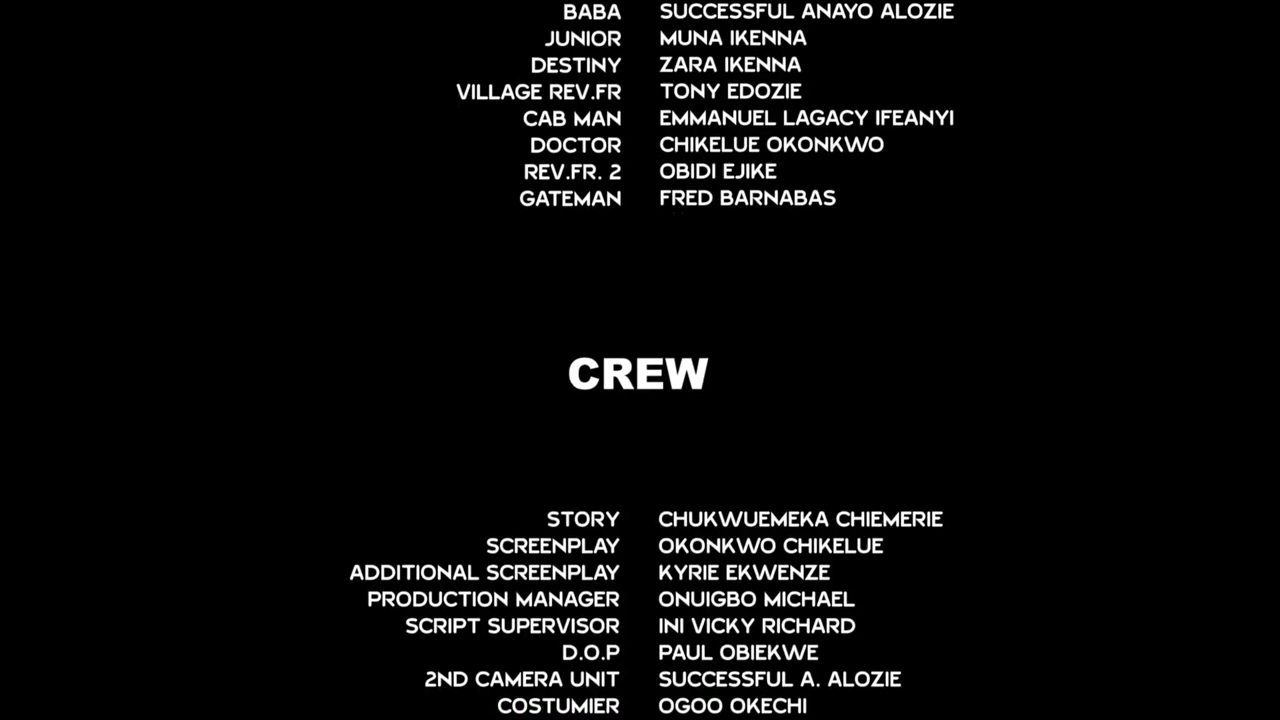 BABA SUCCESSFUL ANAYO ALOZIE
JUNIOR MUNA IKENNA
DESTINY ZARA IKENNA
VILLAGE REV.FR TONY EDOZIE
CAB MAN EMMANUEL LAGACY IFEANYI
DOCTOR CHIKELUE OKONKWO
REV.FR. 2 OBIDI EJIKE
GATEMAN FRED BARNABAS
CREW
STORY CHUKWUEMEKA CHIEMERIE
SCREENPLAY OKONKWO CHIKELUE
ADDITIONAL SCREENPLAY KYRIE EKWENZE
PRODUCTION MANAGER ONUIGBO MICHAEL
SCRIPT SUPERVISOR INI VICKY RICHARD
D.O.P PAUL OBIEKWE
2ND CAMERA UNIT SUCCESSFUL A. ALOZIE
COSTUMIER OGOO OKECHI